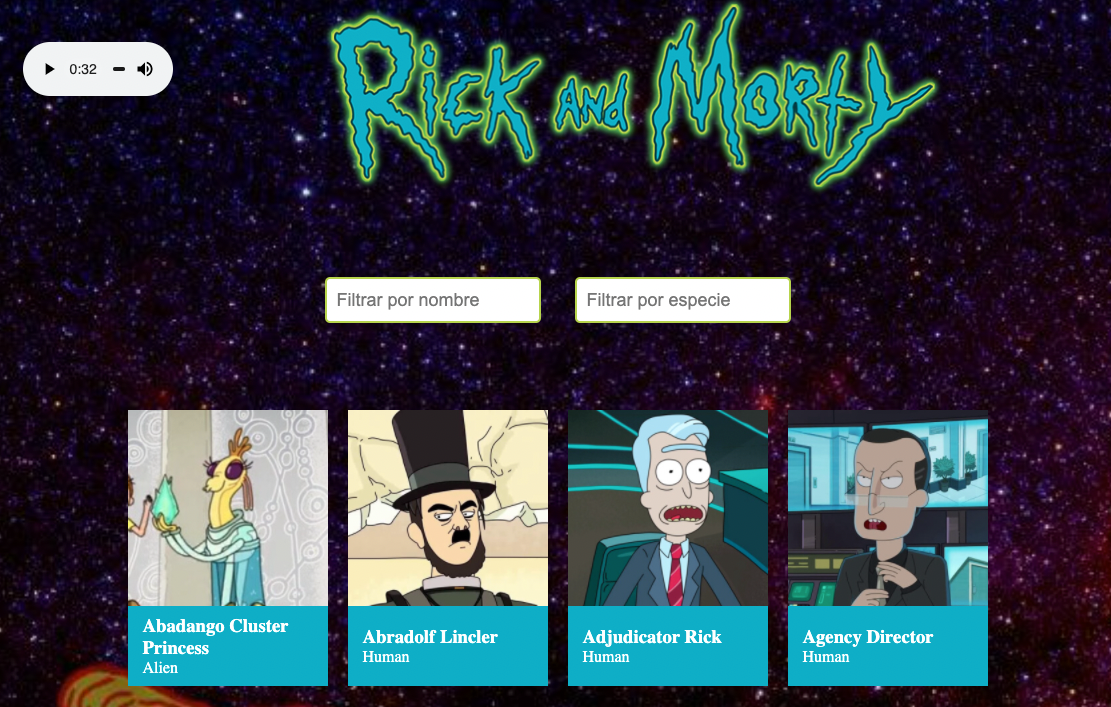 Rick and Morty
0:32
Filtrar por nombre
Filtrar por especie
Abadango Cluster
Princess
Alien
Abradolf Lincler
Human
Adjudicator Rick
Human
Agency Director
Human